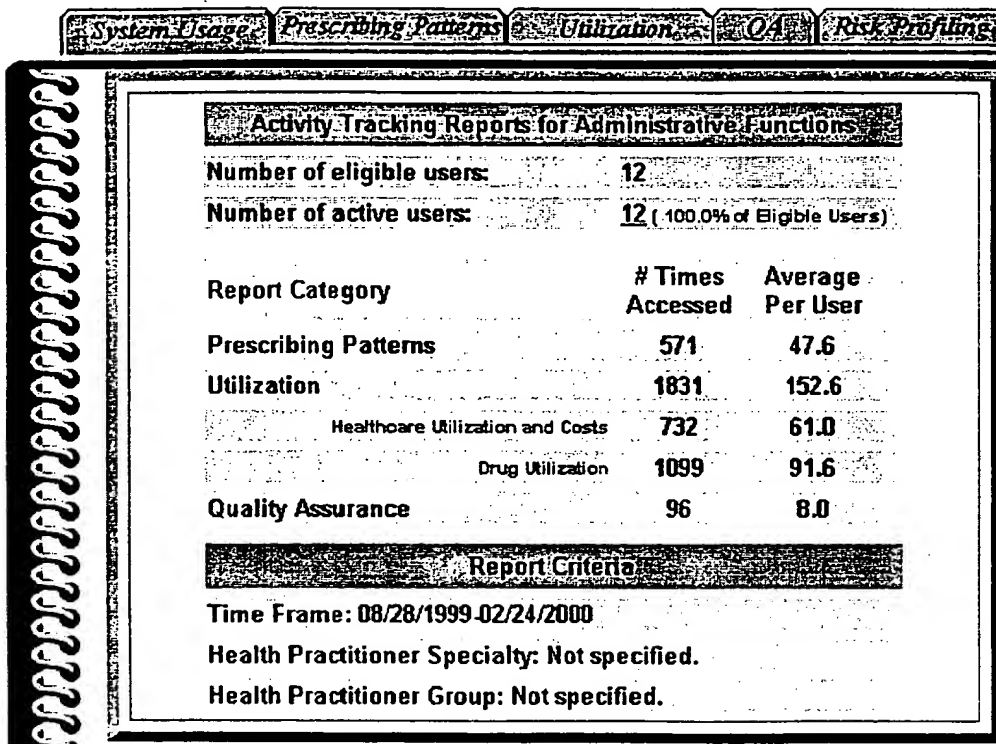 System Usage Prescribing Patterns Utilization QA Risk Profiling
Activity Tracking Reports for Administrative Functions
Number of eligible users: 12
Number of active users: 12 ( 100.0% of Eligible Users)
Report Category # Times Accessed Average Per User
Prescribing Patterns 571 47.6
Utilization 1831 152.6
Healthcare Utilization and Costs 732 61.0
Drug Utilization 1099 91.6
Quality Assurance 96 8.0
Report Criteria
Time Frame: 08/28/1999-02/24/2000
Health Practitioner Specialty: Not specified.
Health Practitioner Group: Not specified.